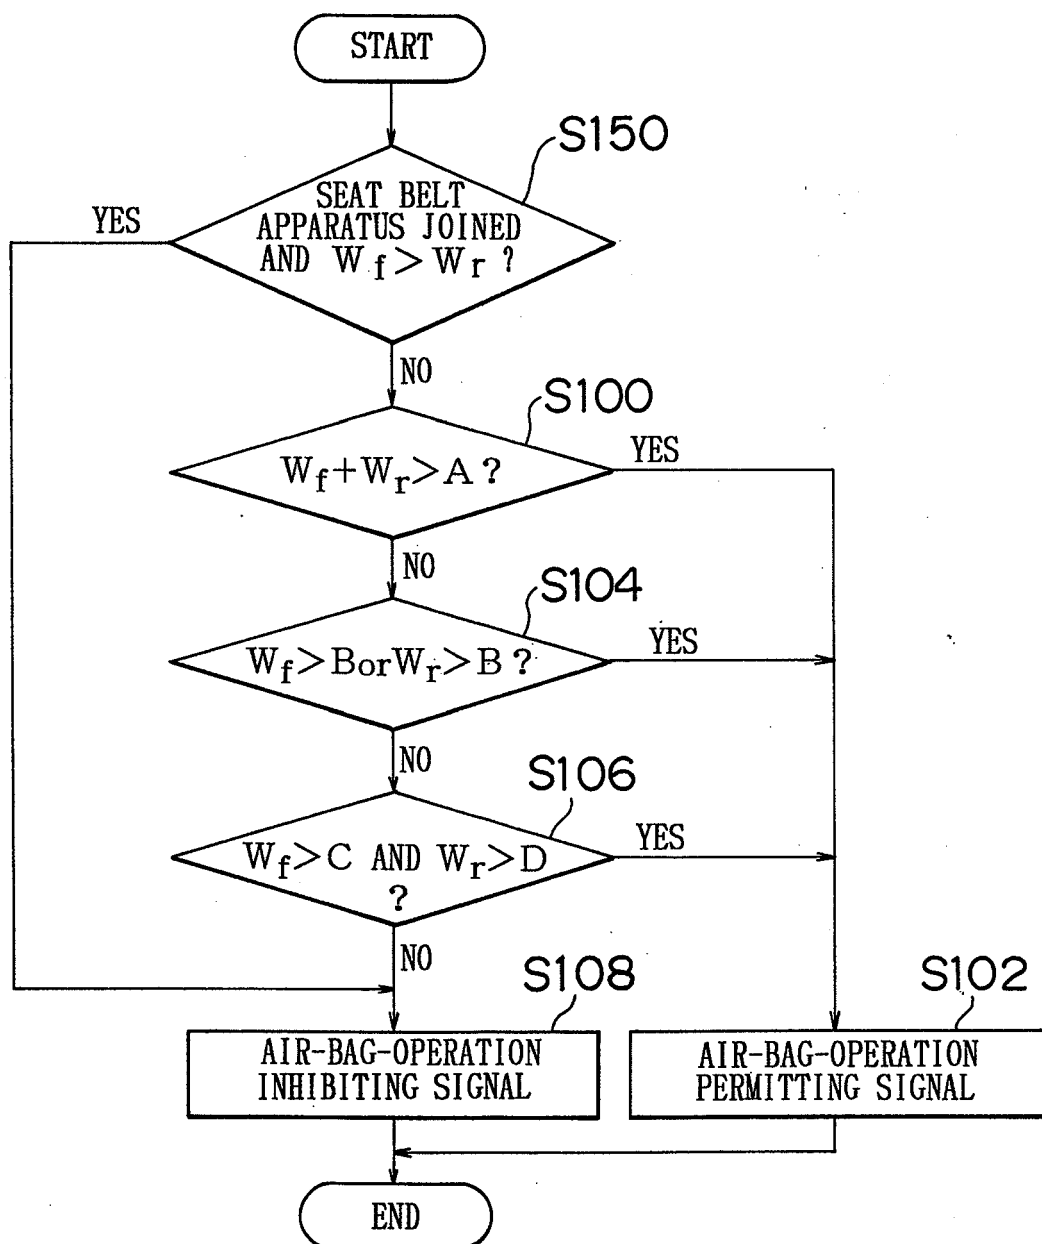 START
S150
SEAT BELT
APPARATUS JOINED
AND Wf>Wr ?
YES
NO
S100
Wf+Wr>A ?
YES
NO
S104
Wf>BorWr>B ?
YES
NO
S106
Wf>C AND Wr>D
?
YES
NO
S108
AIR-BAG-OPERATION
INHIBITING SIGNAL
S102
AIR-BAG-OPERATION
PERMITTING SIGNAL
END